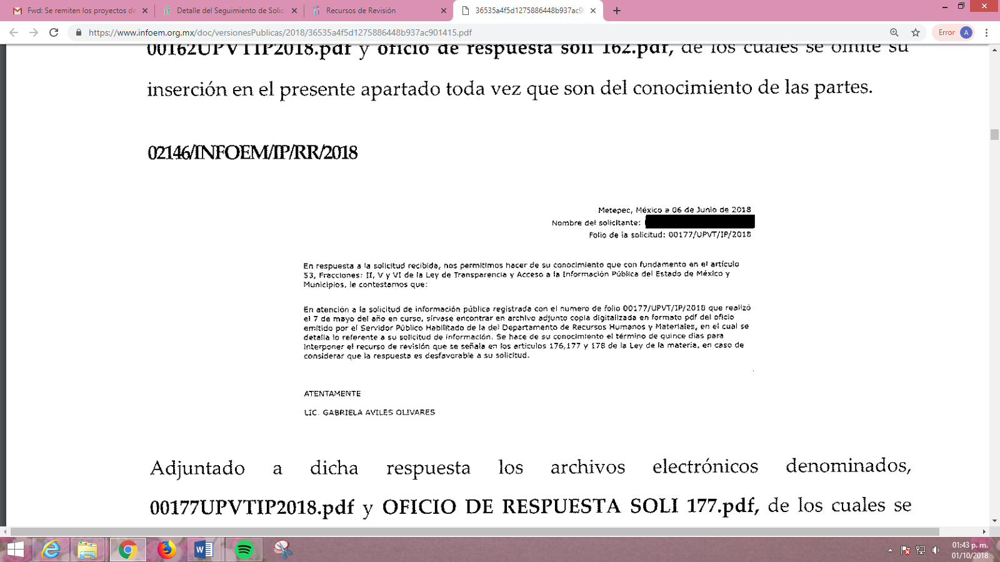 Fwd: Se remiten los proyectos de
Detalle del Seguimiento de Solici
Recursos de Revisión
36535a4f5d1275886448b937ac90
https://www.infoem.org.mx/doc/versionesPublicas/2018/36535a4f5d1275886448b937ac901415.pdf
Error
A
00162UPVTIP2018.pdf y oficio de respuesta soli 162.pdf, de los cuales se omite su
inserción en el presente apartado toda vez que son del conocimiento de las partes.
02146/INFOEM/IP/RR/2018
Metepec, México a 06 de Junio de 2018
Nombre del solicitante:
Folio de la solicitud: 00177/UPVT/IP/2018
En respuesta a la solicitud recibida, nos permitimos hacer de su conocimiento que con fundamento en el artículo
53, Fracciones: II, V y VI de la Ley de Transparencia y Acceso a la Información Pública del Estado de México y
Municipios, le contestamos que:
En atención a la solicitud de información pública registrada con el numero de folio 00177/UPVT/IP/2018 que realizó
el 7 de mayo del año en curso, sírvase encontrar en archivo adjunto copia digitalizada en formato pdf del oficio
emitido por el Servidor Público Habilitado de la del Departamento de Recursos Humanos y Materiales, en el cual se
detalla lo referente a su solicitud de información. Se hace de su conocimiento el término de quince dias para
interponer el recurso de revisión que se señala en los artículos 176,177 y 178 de la Ley de la materia, en caso de
considerar que la respuesta es desfavorable a su solicitud.
ATENTAMENTE
LIC. GABRIELA AVILES OLIVARES
Adjuntado a dicha respuesta los archivos electrónicos denominados,
00177UPVTIP2018.pdf y OFICIO DE RESPUESTA SOLI 177.pdf, de los cuales se
01:43 p. m.
01/10/2018